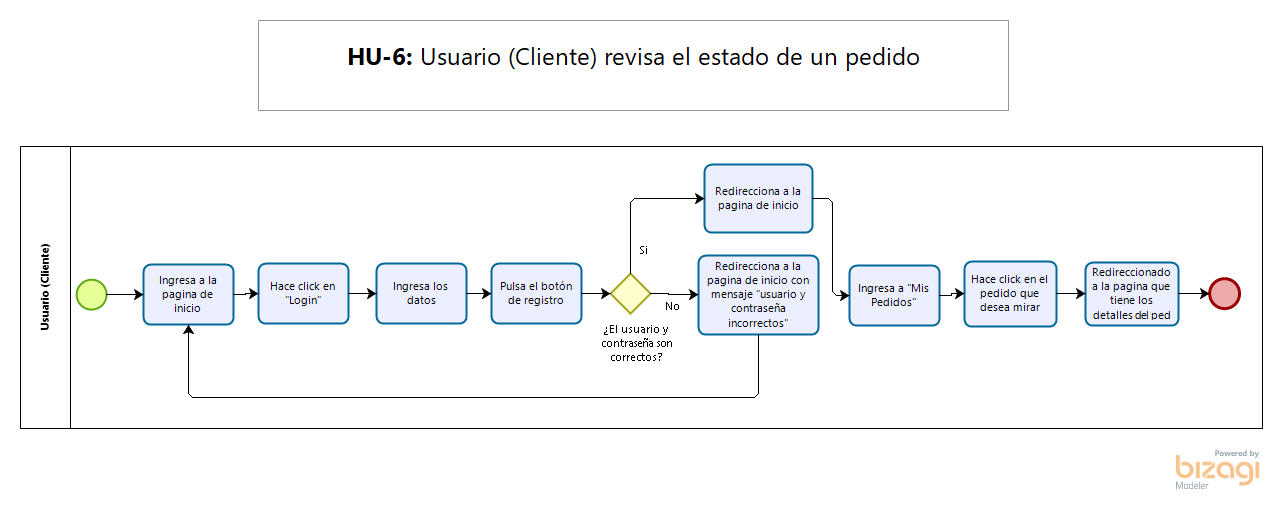 HU-6: Usuario (Cliente) revisa el estado de un pedido
Usuario (Cliente)
Ingresa a la
pagina de
inicio
Hace click en
"Login"
Ingresa los
datos
Pulsa el botón
de registro
¿El usuario y
contraseña son
correctos?
Si
No
Redirecciona a la
pagina de inicio
Redirecciona a la
pagina de inicio con
mensaje "usuario y
contraseña
incorrectos"
Ingresa a "Mis
Pedidos"
Hace click en el
pedido que
desea mirar
Redireccionado
a la pagina que
tiene los
detalles del ped
Powered by
bizagi
Modeler